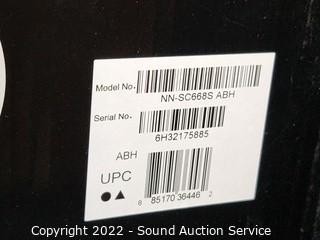 Model No.
NN-SC668S ABH
Serial No.
6H32175885
ABH
UPC
8 85170 36446 2
Copyright 2022 - Sound Auction Service